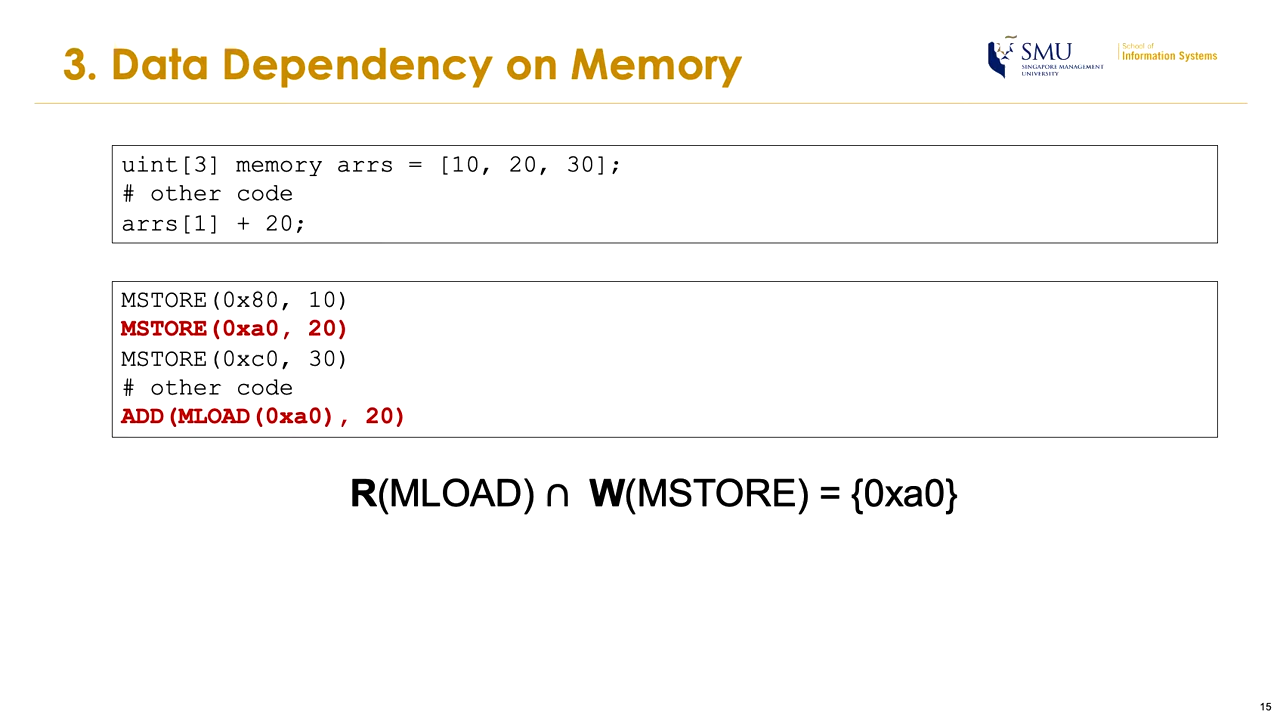 3. Data Dependency on Memory
SMU
SINGAPORE MANAGEMENT
UNIVERSITY
School of
Information Systems
uint[3] memory arrs = [10, 20, 30];
# other code
arrs[1] + 20;
MSTORE(0x80, 10)
MSTORE(0xa0, 20)
MSTORE(0xc0, 30)
# other code
ADD(MLOAD(0xa0), 20)
R(MLOAD) ∩ W(MSTORE) = {0xa0}
15